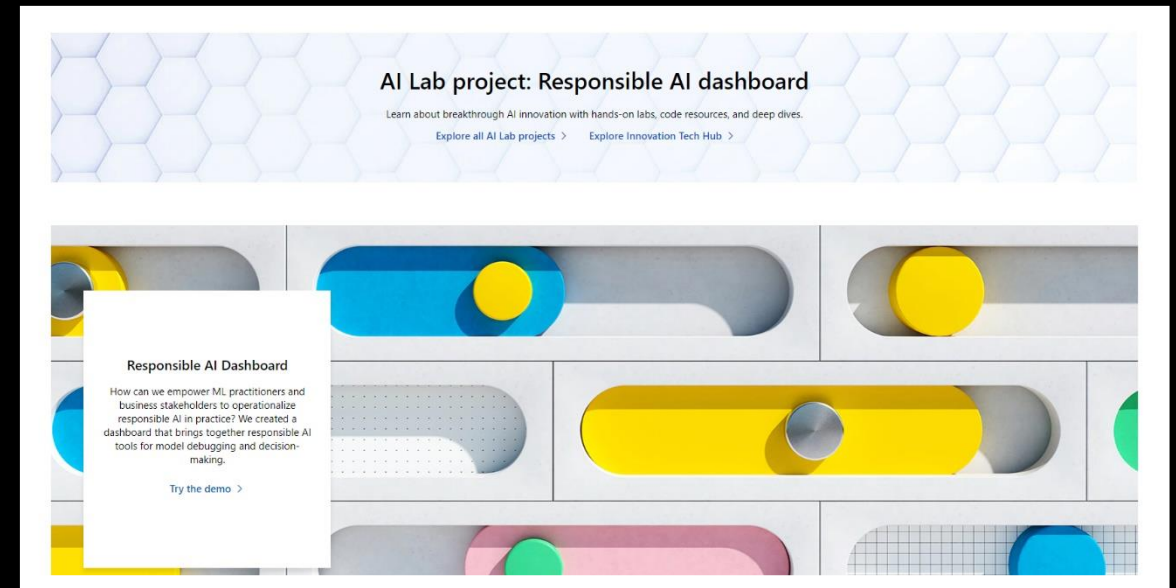 AI Lab project: Responsible AI dashboard
Learn about breakthrough AI innovation with hands-on labs, code resources, and deep dives.
Explore all AI Lab projects > Explore Innovation Tech Hub >
Responsible AI Dashboard
How can we empower ML practitioners and
business stakeholders to operationalize
responsible AI in practice? We created a
dashboard that brings together responsible AI
tools for model debugging and decision-
making.
Try the demo >